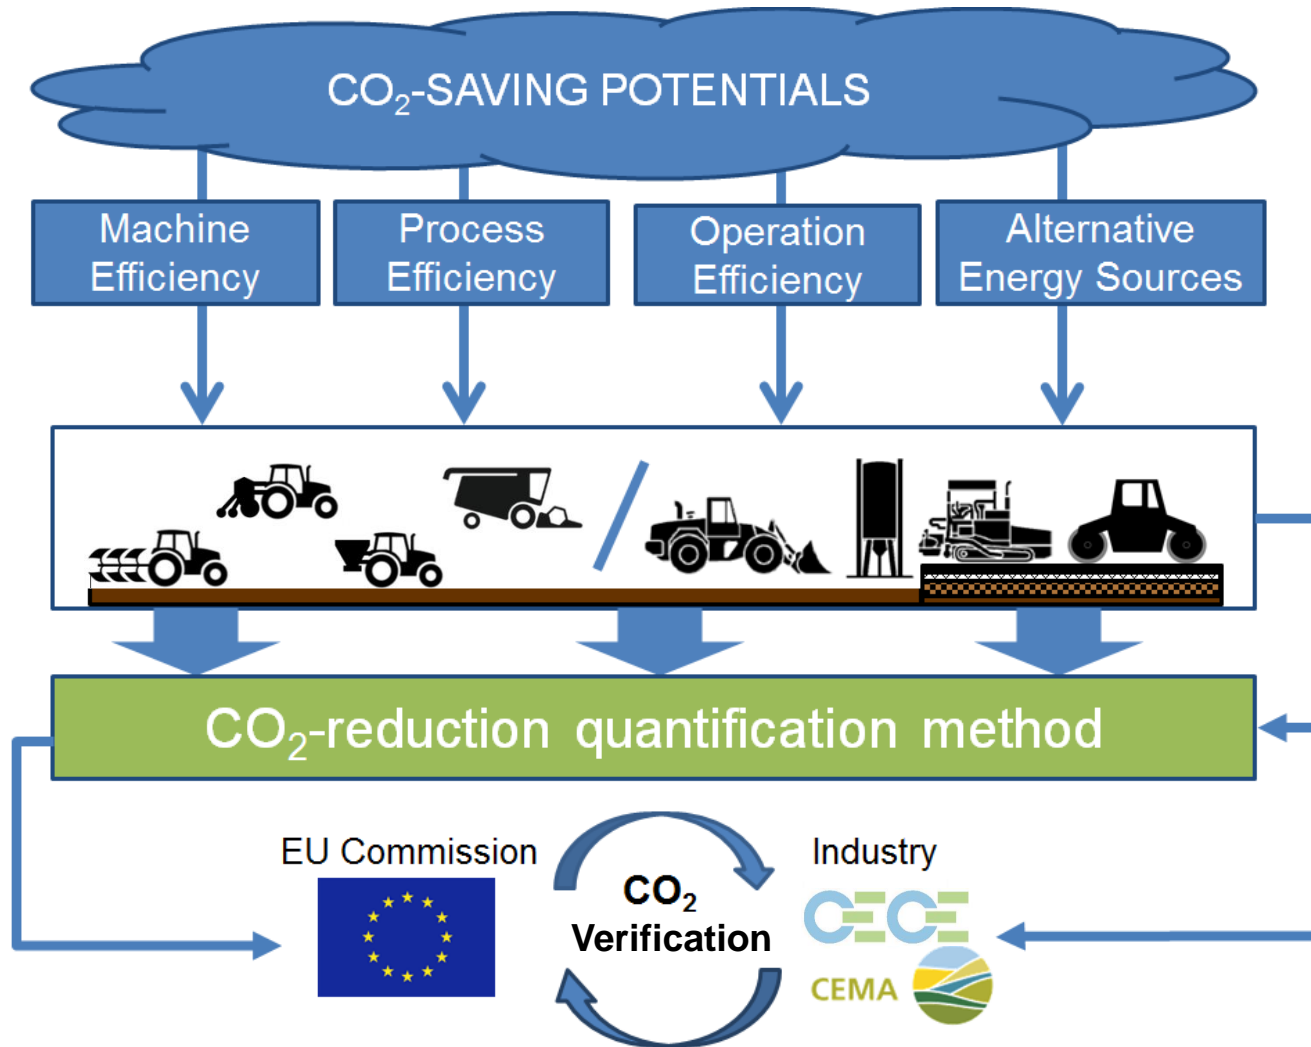 CO₂-SAVING POTENTIALS
Machine
Efficiency
Process
Efficiency
Operation
Efficiency
Alternative
Energy Sources
CO₂-reduction quantification method
EU Commission
CO₂
Verification
Industry
CECE
CEMA